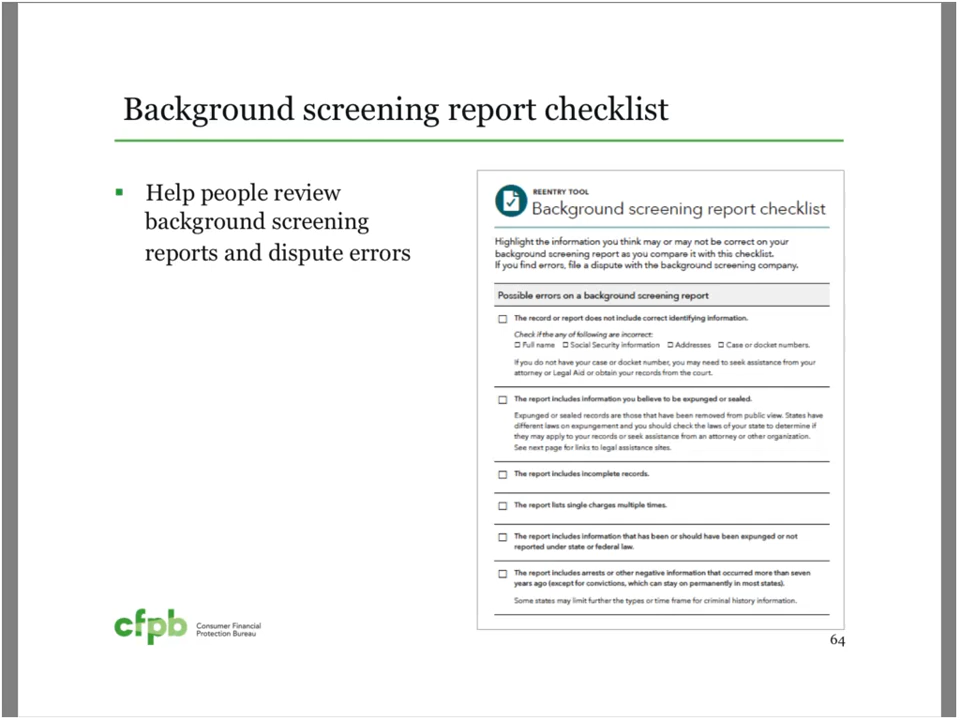 Background screening report checklist
▪ Help people review
background screening
reports and dispute errors
REENTRY TOOL
Background screening report checklist
Highlight the information you think may or may not be correct on your
background screening report as you compare it with this checklist.
If you find errors, file a dispute with the background screening company.
Possible errors on a background screening report
☐ The record or report does not include correct identifying information.
Check if the any of following are incorrect:
☐ Full name ☐ Social Security information ☐ Addresses ☐ Case or docket numbers.
If you do not have your case or docket number, you may need to seek assistance from your
attorney or Legal Aid or obtain your records from the court.
☐ The report includes information you believe to be expunged or sealed.
Expunged or sealed records are those that have been removed from public view. States have
different laws on expungement and you should check the laws of your state to determine if
they may apply to your records or seek assistance from an attorney or other organization.
See next page for links to legal assistance sites.
☐ The report includes incomplete records.
☐ The report lists single charges multiple times.
☐ The report includes information that has been or should have been expunged or not
reported under state or federal law.
☐ The report includes arrests or other negative information that occurred more than seven
years ago (except for convictions, which can stay on permanently in most states).
Some states may limit further the types or time frame for criminal history information.
cfpb Consumer Financial
Protection Bureau
64